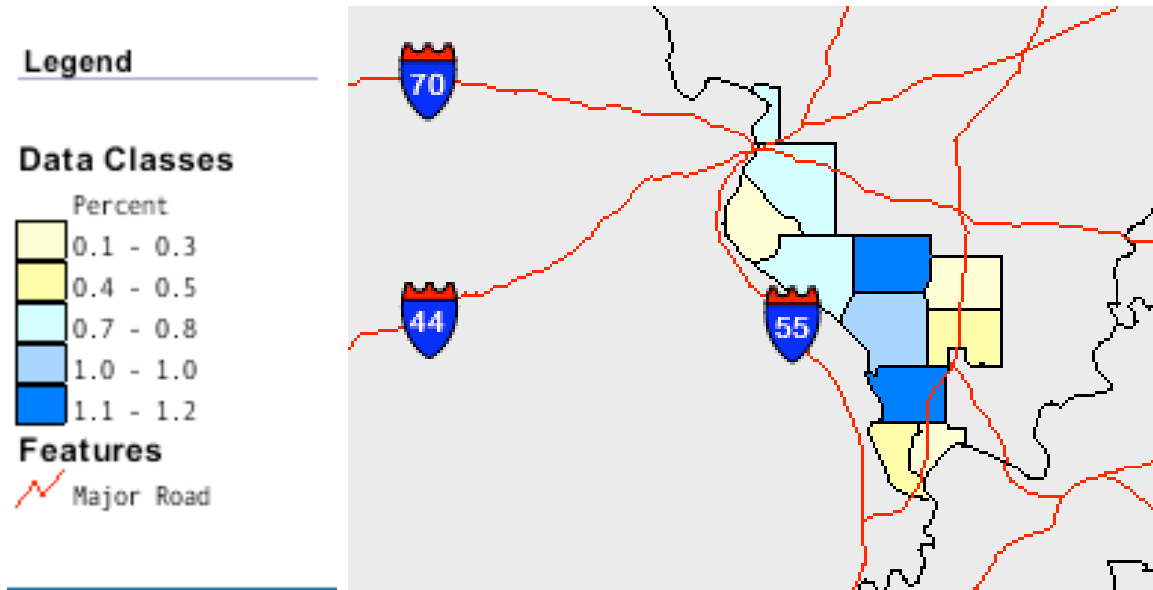 Legend
Data Classes
Percent
0.1 - 0.3
0.4 - 0.5
0.7 - 0.8
1.0 - 1.0
1.1 - 1.2
Features
Major Road
70
44
55